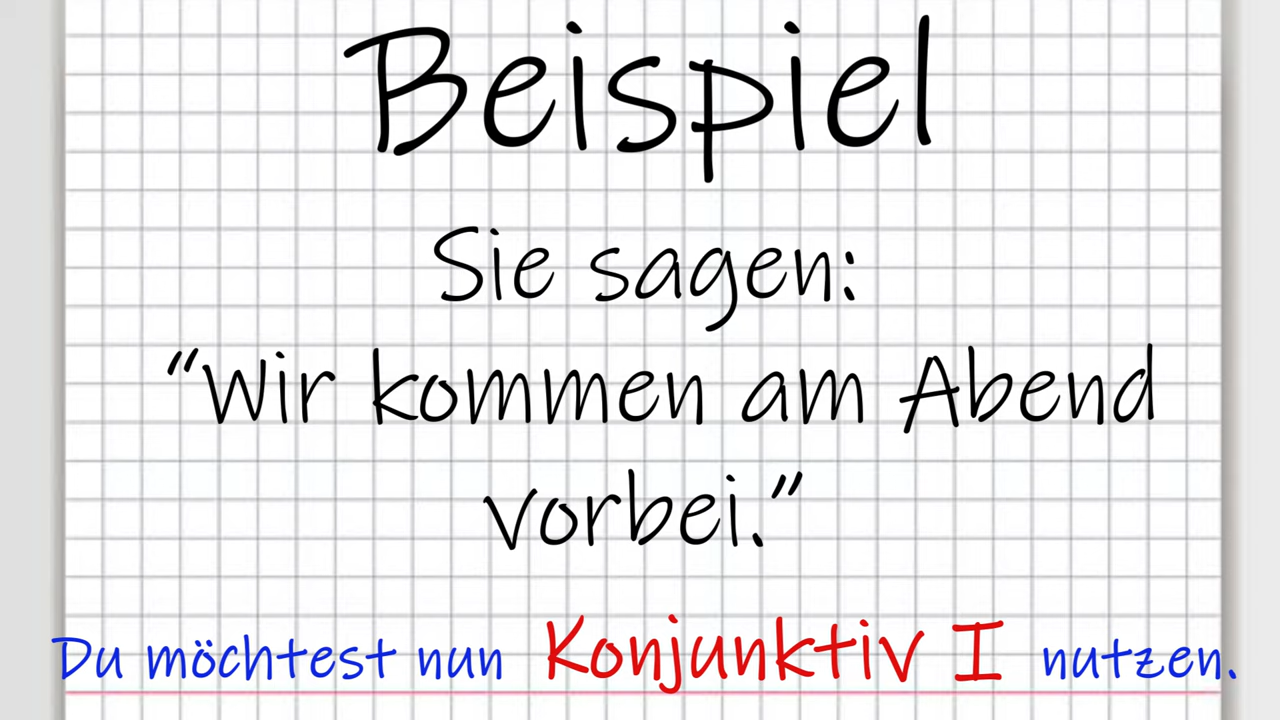 Beispiel
Sie sagen:
“Wir kommen am Abend
vorbei.”
Du möchtest nun Konjunktiv I nutzen.